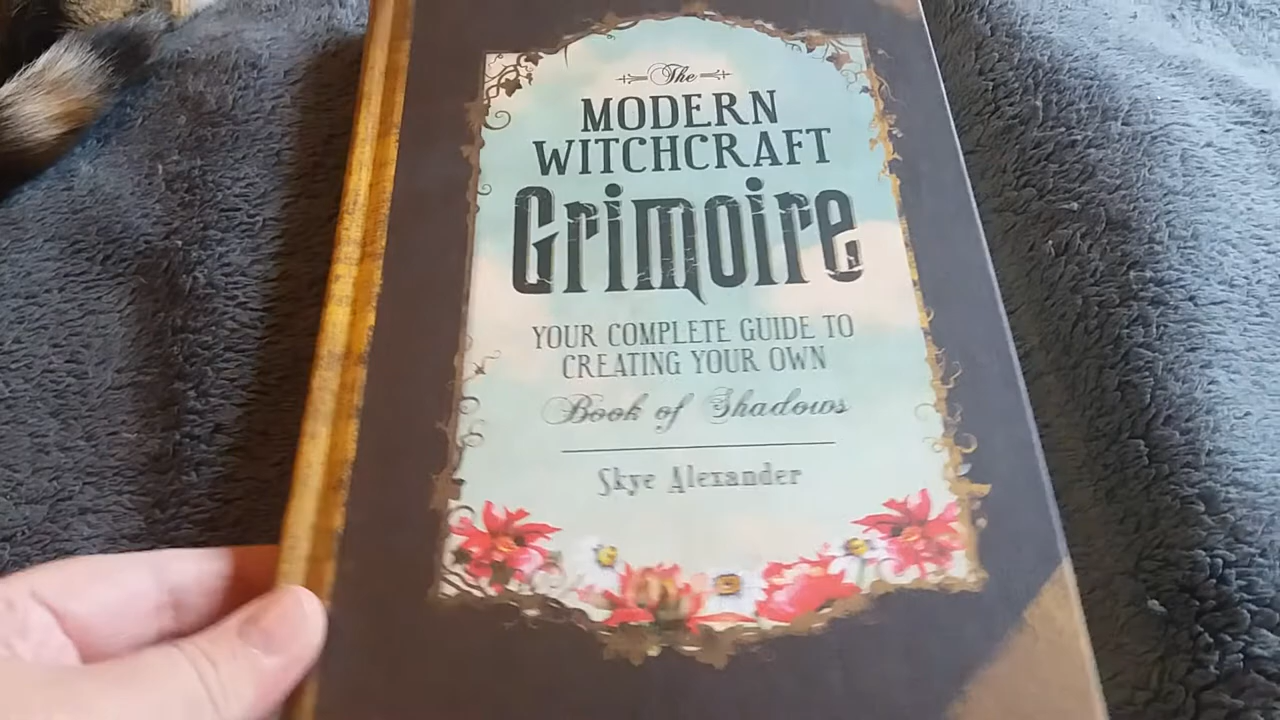 The
MODERN
WITCHCRAFT
Grimoire
YOUR COMPLETE GUIDE TO
CREATING YOUR OWN
Book of Shadows
Skye Alexander